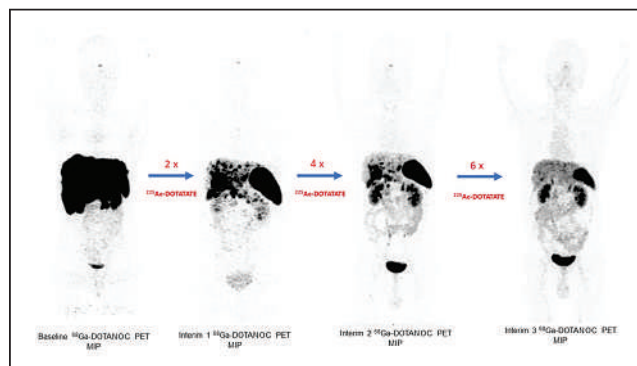 2 x
²²⁵Ac-DOTATATE
4 x
²²⁵Ac-DOTATATE
6 x
²²⁵Ac-DOTATATE
Baseline ⁶⁸Ga-DOTANOC PET
MIP
Interim 1 ⁶⁸Ga-DOTANOC PET
MIP
Interim 2 ⁶⁸Ga-DOTANOC PET
MIP
Interim 3 ⁶⁸Ga-DOTANOC PET
MIP